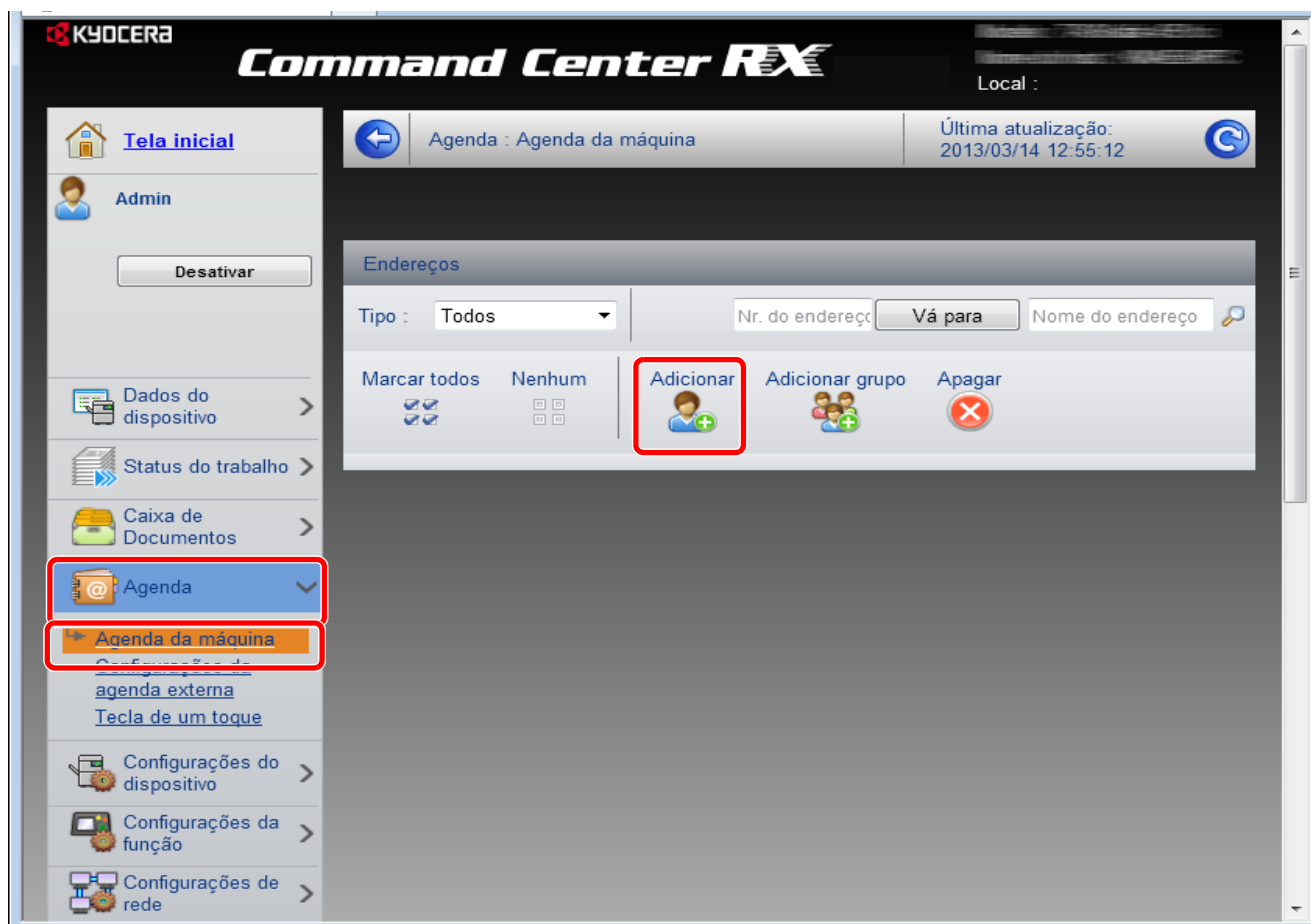 KYOCERA
Command Center RX
Local :
Tela inicial
Agenda : Agenda da máquina
Última atualização:
2013/03/14 12:55:12
Admin
Desativar
Endereços
Tipo :
Todos
Nr. do endereço
Vá para
Nome do endereço
Marcar todos
Nenhum
Adicionar
Adicionar grupo
Apagar
Dados do
dispositivo
Status do trabalho
Caixa de
Documentos
Agenda
Agenda da máquina
Configurações da
agenda externa
Tecla de um toque
Configurações do
dispositivo
Configurações da
função
Configurações de
rede